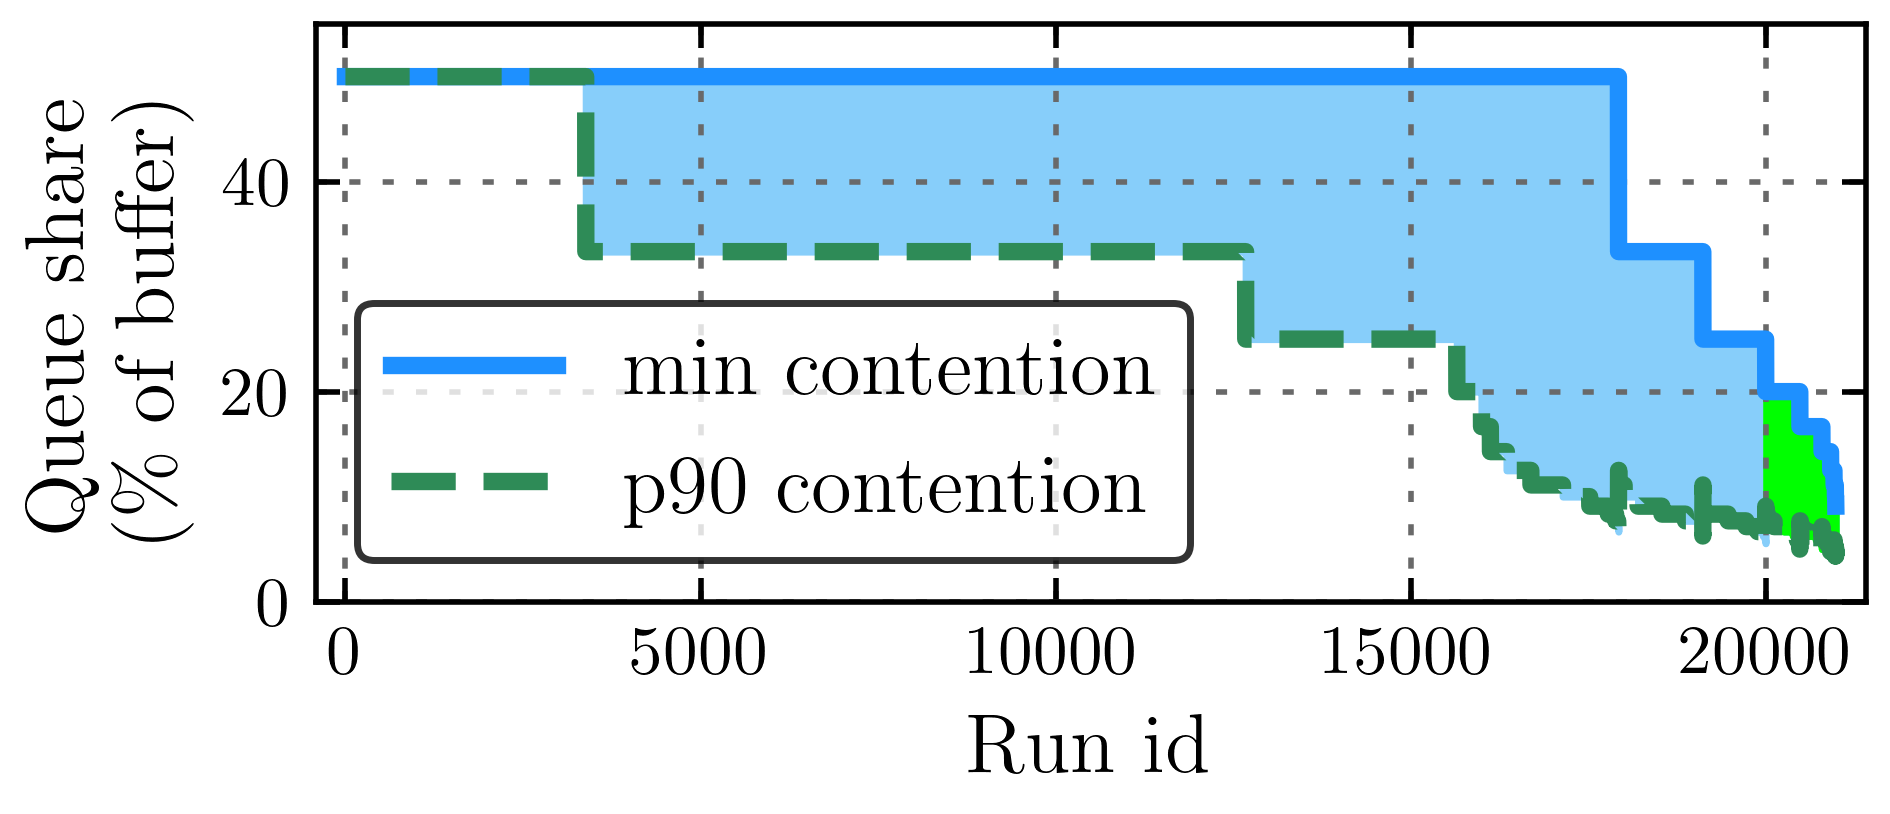 Queue share
(% of buffer)
40
20
0
min contention
p90 contention
0 5000 10000 15000 20000
Run id